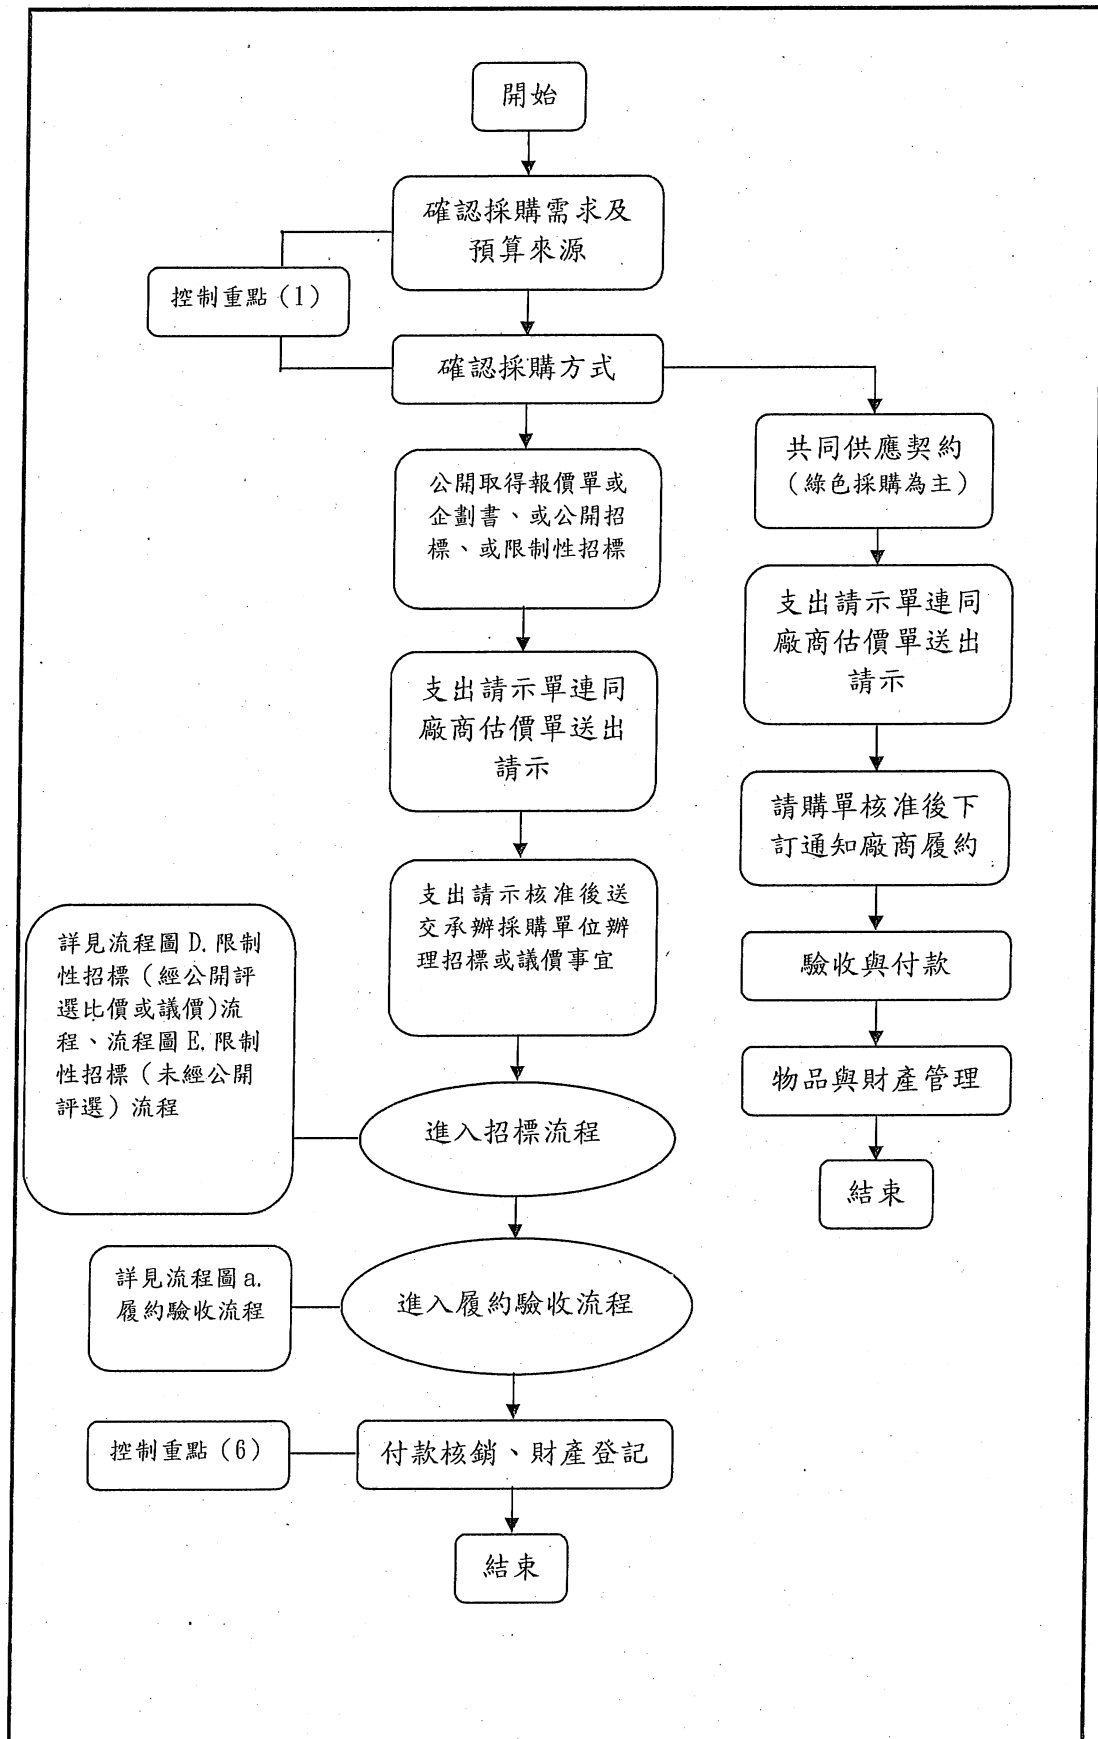 開始
確認採購需求及
預算來源
控制重點(1)
確認採購方式
公開取得報價單或
企劃書、或公開招
標、或限制性招標
支出請示單連同
廠商估價單送出
請示
支出請示核准後送
交承辦採購單位辦
理招標或議價事宜
詳見流程圖 D.限制
性招標(經公開評
選比價或議價)流
程、流程圖 E.限制
性招標(未經公開
評選)流程
進入招標流程
詳見流程圖 a.
履約驗收流程
進入履約驗收流程
控制重點(6)
付款核銷、財產登記
結束
共同供應契約
(綠色採購為主)
支出請示單連同
廠商估價單送出
請示
請購單核准後下
訂通知廠商履約
驗收與付款
物品與財產管理
結束